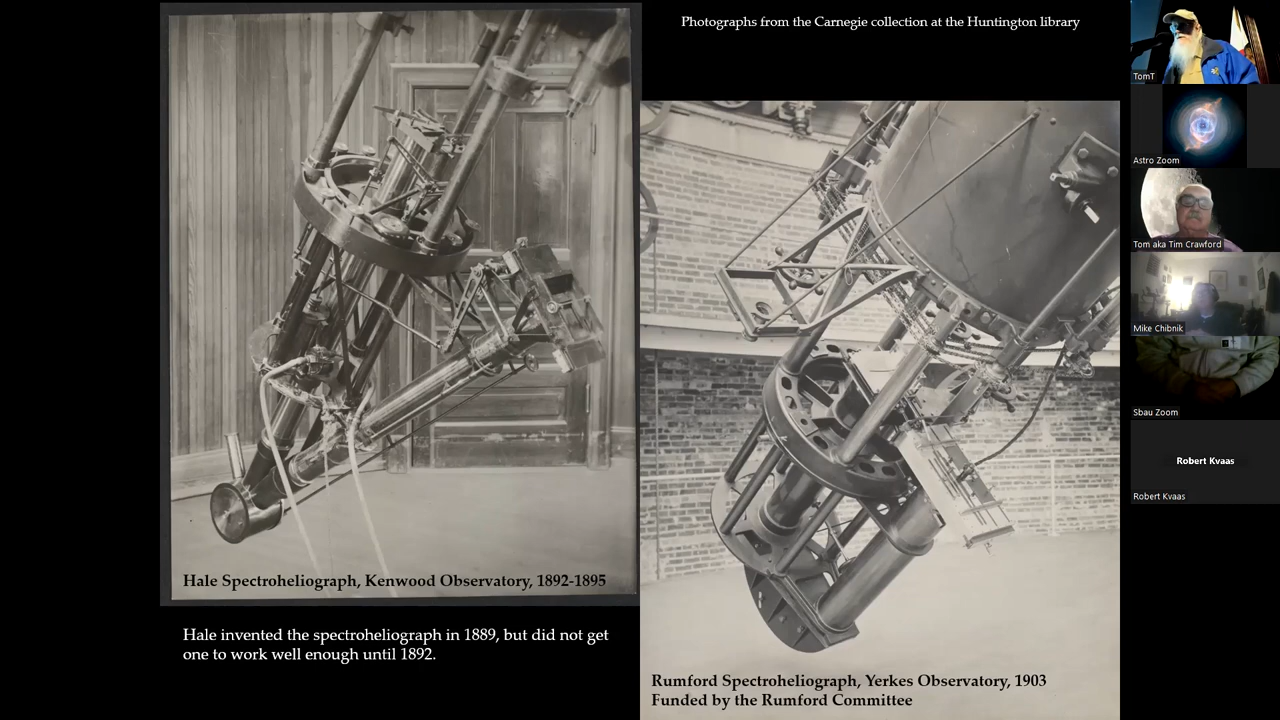 Photographs from the Carnegie collection at the Huntington library
Hale Spectroheliograph, Kenwood Observatory, 1892-1895
Hale invented the spectroheliograph in 1889, but did not get
one to work well enough until 1892.
Rumford Spectroheliograph, Yerkes Observatory, 1903
Funded by the Rumford Committee
TomT
Astro Zoom
Tom aka Tim Crawford
Mike Chibnik
Sbau Zoom
Robert Kvaas
Robert Kvaas